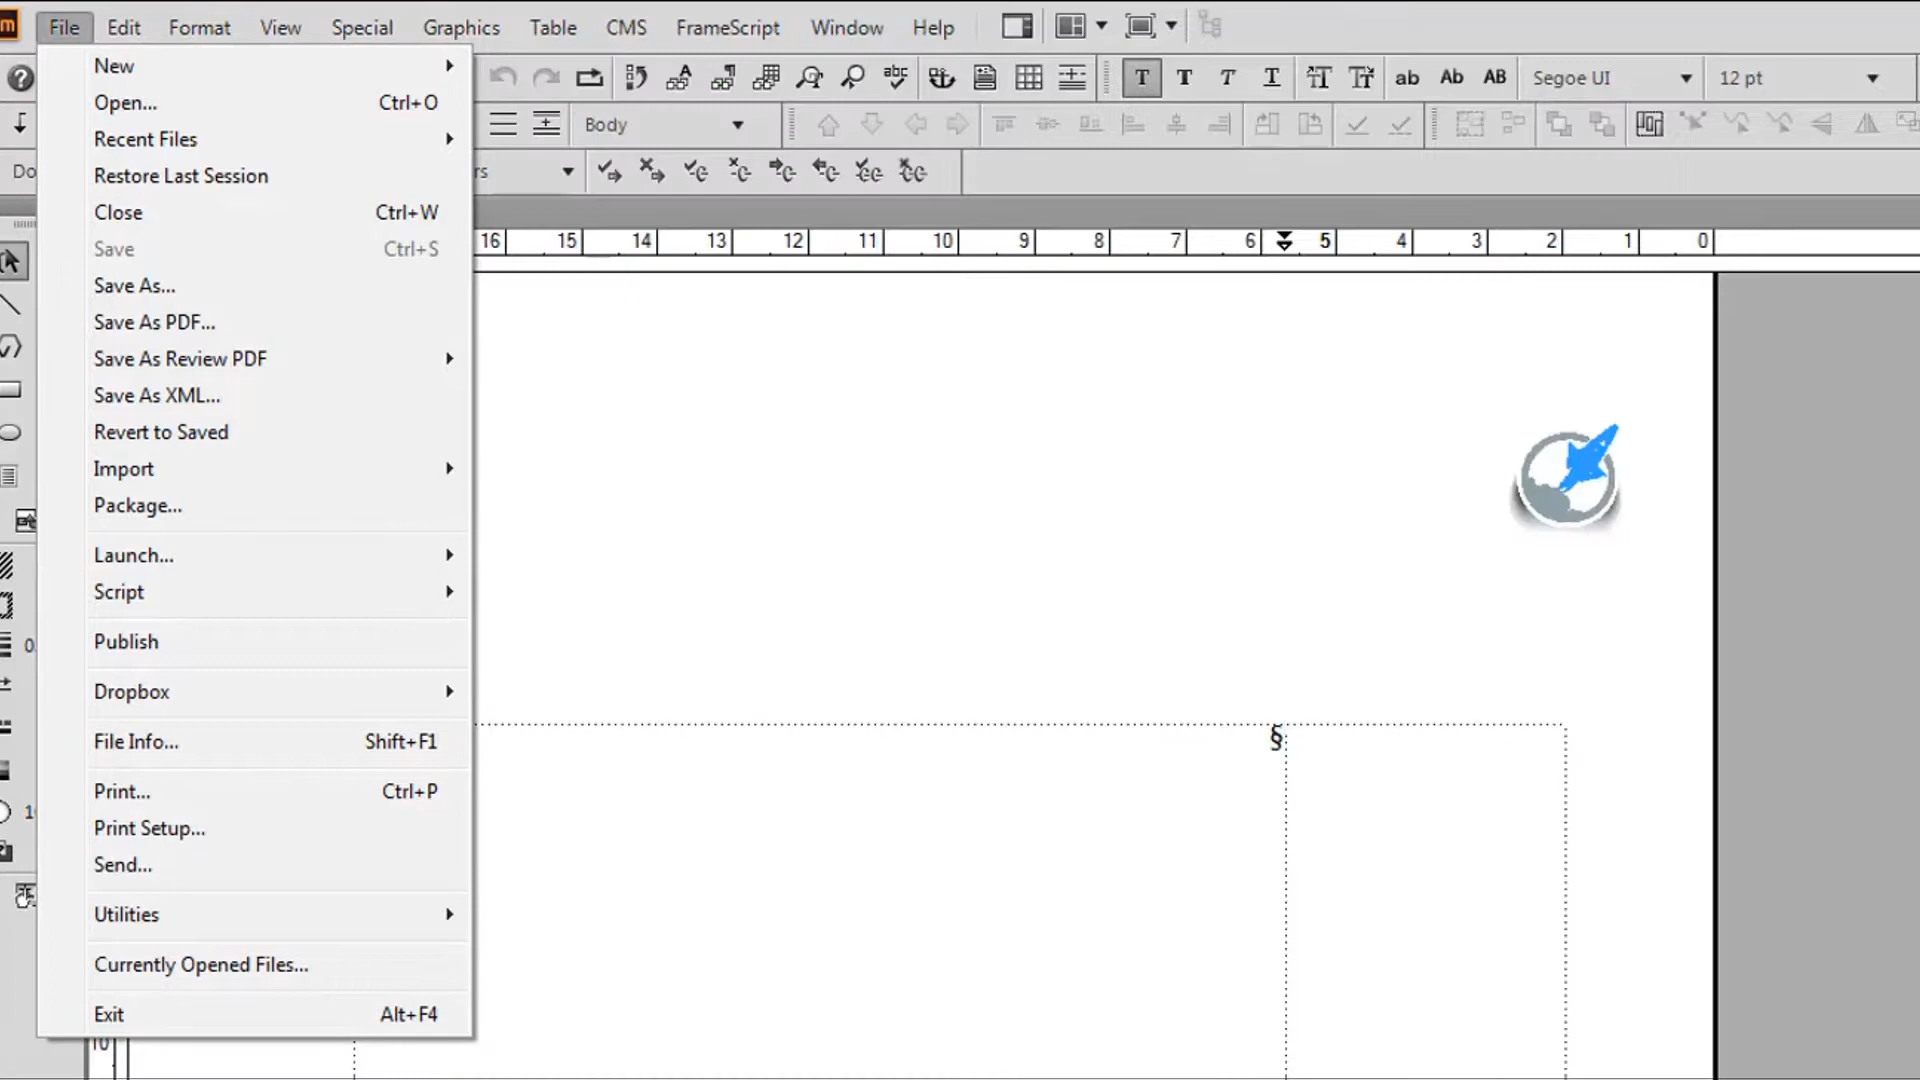 File Edit Format View Special Graphics Table CMS FrameScript Window Help
New
Open... Ctrl+O
Recent Files
Restore Last Session
Close Ctrl+W
Save Ctrl+S
Save As...
Save As PDF...
Save As Review PDF
Save As XML...
Revert to Saved
Import
Package...
Launch...
Script
Publish
Dropbox
File Info... Shift+F1
Print... Ctrl+P
Print Setup...
Send...
Utilities
Currently Opened Files...
Exit Alt+F4
T T T T ab Ab AB Segoe UI 12 pt
Body
Do
rs
16 15 14 13 12 11 10 9 8 7 6 5 4 3 2 1 0
§
0.
10